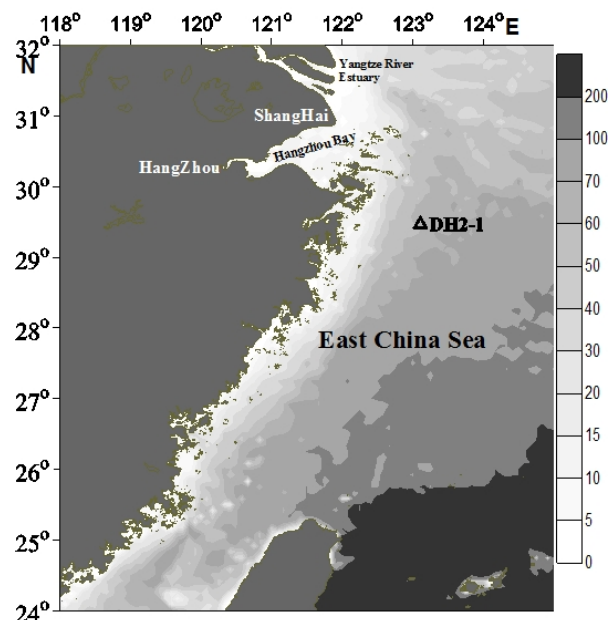 118° 119° 120° 121° 122° 123° 124° E
32°
N
Yangtze River
Estuary
31°
ShangHai
Hangzhou Bay
HangZhou
30°
DH2-1
29°
28°
East China Sea
27°
26°
25°
24°
200
100
70
60
50
40
30
20
15
10
5
0